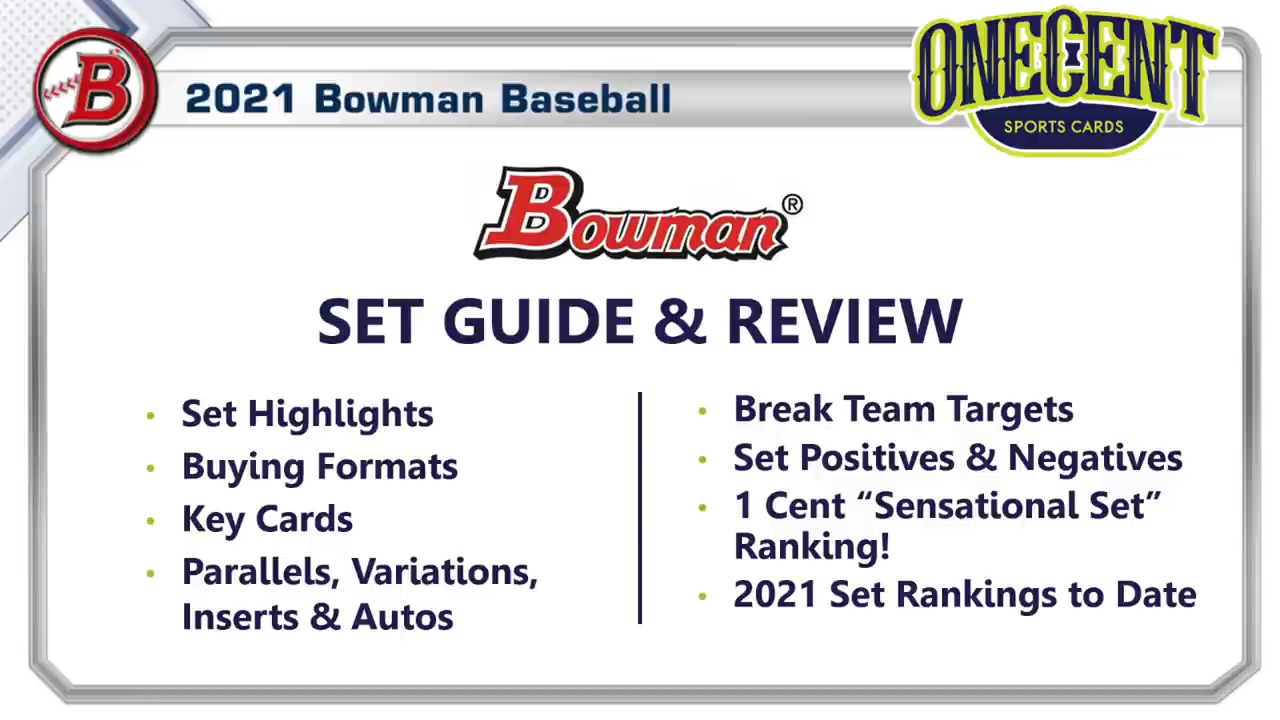 B
2021 Bowman Baseball
ONECENT
SPORTS CARDS
Bowman®
SET GUIDE & REVIEW
• Set Highlights
• Buying Formats
• Key Cards
• Parallels, Variations,
Inserts & Autos
• Break Team Targets
• Set Positives & Negatives
• 1 Cent “Sensational Set”
Ranking!
• 2021 Set Rankings to Date